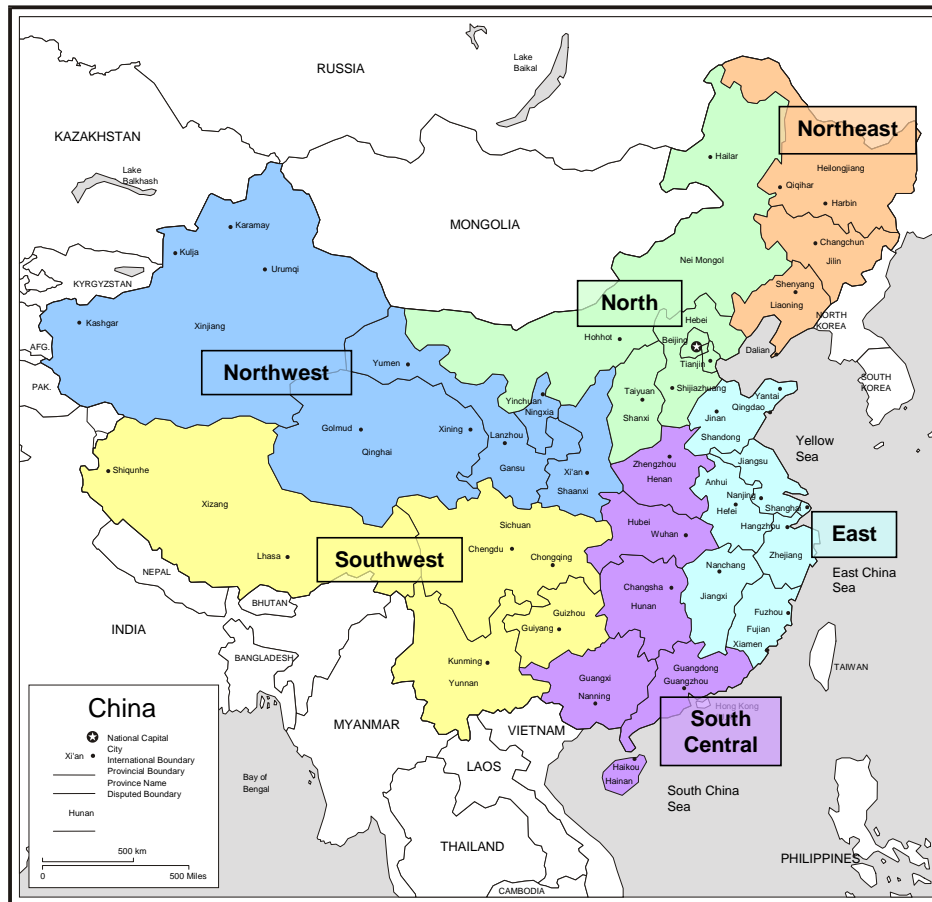 Lake
Baikal
RUSSIA
KAZAKHSTAN
Northeast
Hailar
Heilongjiang
Lake
Balkhash
Qiqihar
Harbin
MONGOLIA
Karamay
Changchun
Kulja
Jilin
Urumqi
Nei Mongol
KYRGYZSTAN
Shenyang
Liaoning
North
NORTH
KOREA
Kashgar
Xinjiang
Hebei
Hohhot
Beijing
AFG.
Dalian
Tianjin
Yumen
Northwest
PAK.
Shijiazhuang
SOUTH
KOREA
Taiyuan
Yantai
Yinchuan
Ningxia
Qingdao
Jinan
Shanxi
Golmud
Xining
Lanzhou
Shandong
Yellow
Sea
Qinghai
Zhengzhou
Jiangsu
Shiqunhe
Gansu
Xi'an
Henan
Anhui
Shaanxi
Nanjing
Xizang
Shanghai
Hefei
Sichuan
Hubei
Hangzhou
Wuhan
East
Chengdu
Lhasa
Southwest
Chongqing
Zhejiang
NEPAL
Nanchang
East China
Sea
Changsha
Jiangxi
BHUTAN
Hunan
Guizhou
Fuzhou
INDIA
Guiyang
Fujian
Xiamen
BANGLADESH
Kunming
Yunnan
Guangxi
Guangdong
Guangzhou
TAIWAN
Nanning
Hong Kong
South
Central
MYANMAR
VIETNAM
LAOS
Haikou
Hainan
Bay of
Bengal
South China
Sea
THAILAND
PHILIPPINES
CAMBODIA
China
National Capital
City
Xi'an
International Boundary
Provincial Boundary
Province Name
Disputed Boundary
Hunan
500 km
0
500 Miles